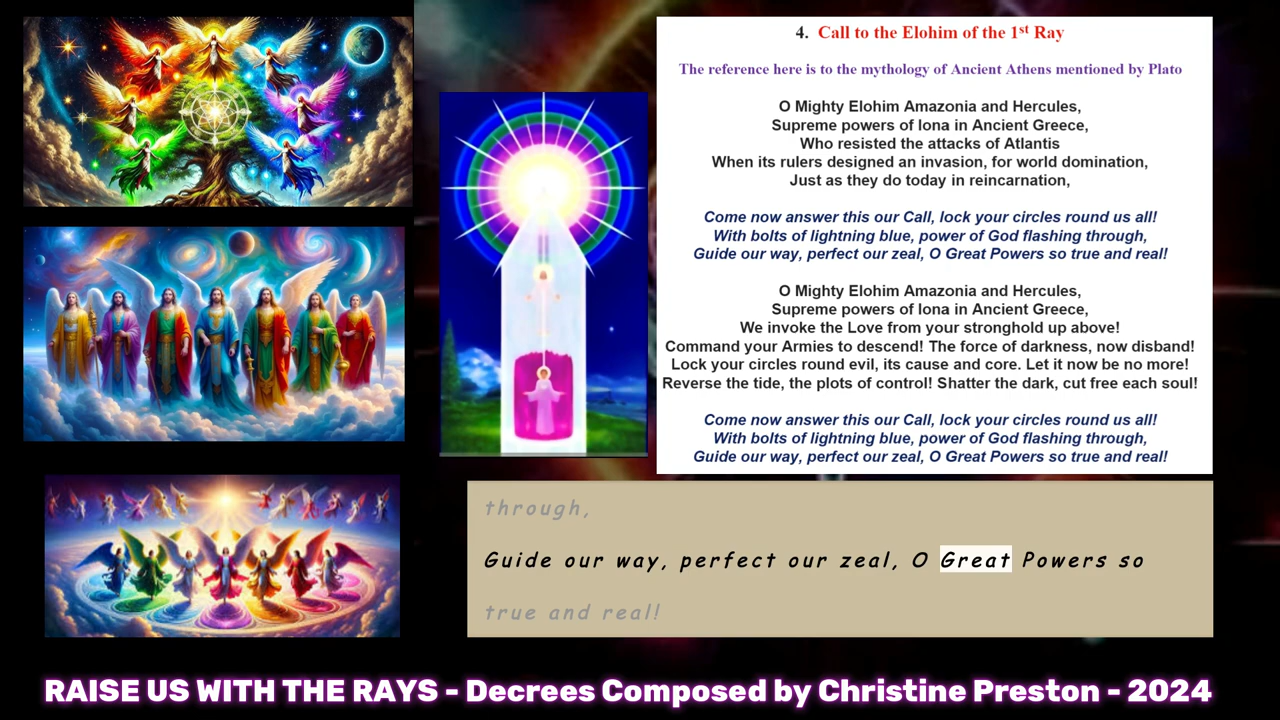 4. Call to the Elohim of the 1st Ray
The reference here is to the mythology of Ancient Athens mentioned by Plato
O Mighty Elohim Amazonia and Hercules,
Supreme powers of Iona in Ancient Greece,
Who resisted the attacks of Atlantis
When its rulers designed an invasion, for world domination,
Just as they do today in reincarnation,
Come now answer this our Call, lock your circles round us all!
With bolts of lightning blue, power of God flashing through,
Guide our way, perfect our zeal, O Great Powers so true and real!
O Mighty Elohim Amazonia and Hercules,
Supreme powers of Iona in Ancient Greece,
We invoke the Love from your stronghold up above!
Command your Armies to descend! The force of darkness, now disband!
Lock your circles round evil, its cause and core. Let it now be no more!
Reverse the tide, the plots of control! Shatter the dark, cut free each soul!
Come now answer this our Call, lock your circles round us all!
With bolts of lightning blue, power of God flashing through,
Guide our way, perfect our zeal, O Great Powers so true and real!
through,
Guide our way, perfect our zeal, O Great Powers so
true and real!
RAISE US WITH THE RAYS - Decrees Composed by Christine Preston - 2024